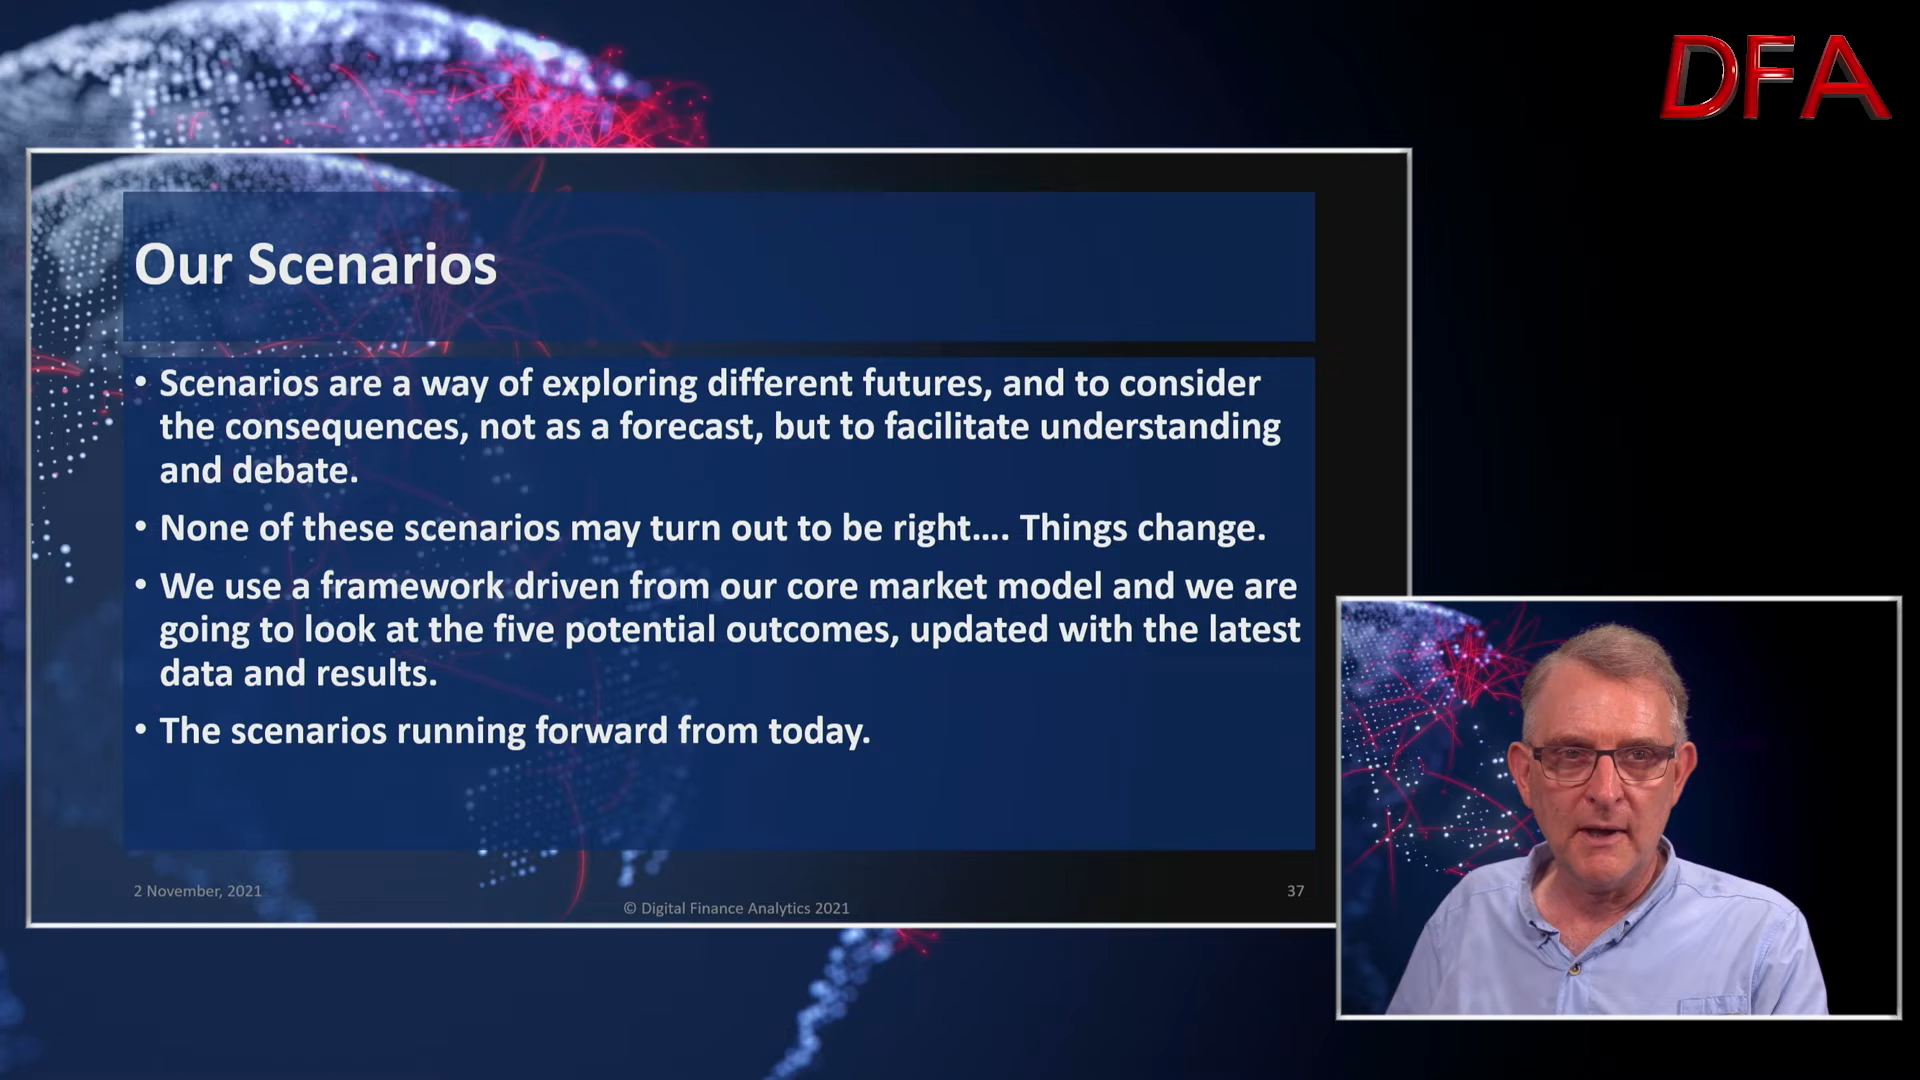 DFA
Our Scenarios
• Scenarios are a way of exploring different futures, and to consider
the consequences, not as a forecast, but to facilitate understanding
and debate.
• None of these scenarios may turn out to be right.... Things change.
• We use a framework driven from our core market model and we are
going to look at the five potential outcomes, updated with the latest
data and results.
• The scenarios running forward from today.
2 November, 2021
© Digital Finance Analytics 2021
37